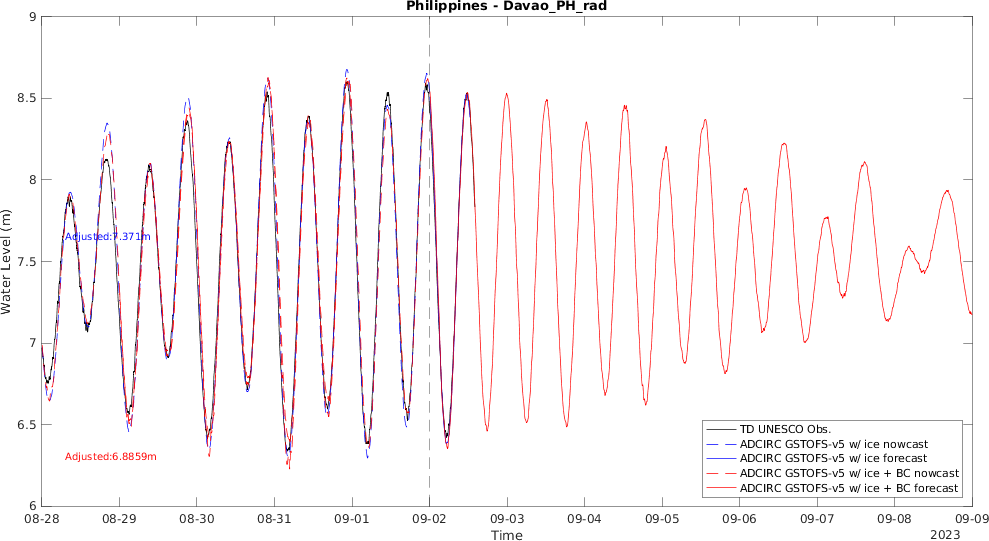 Philippines - Davao_PH_rad
9
8.5
8
7.5
7
6.5
6
Water Level (m)
Adjusted:7.371m
Adjusted:6.8859m
TD UNESCO Obs.
ADCIRC GSTOFS-v5 w/ ice nowcast
ADCIRC GSTOFS-v5 w/ ice forecast
ADCIRC GSTOFS-v5 w/ ice + BC nowcast
ADCIRC GSTOFS-v5 w/ ice + BC forecast
08-28 08-29 08-30 08-31 09-01 09-02 09-03 09-04 09-05 09-06 09-07 09-08 09-09
Time
2023